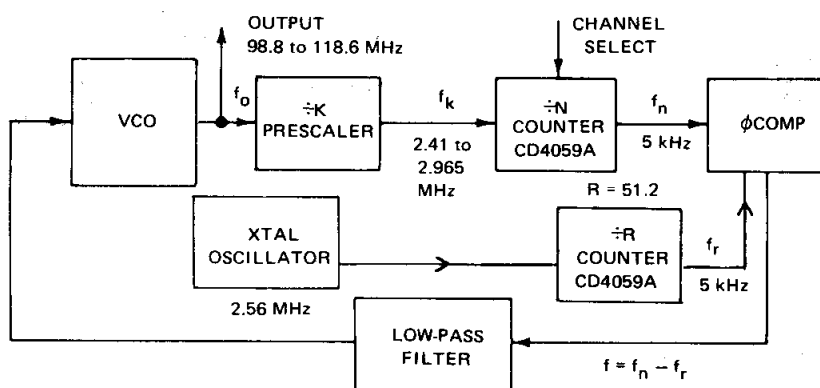 OUTPUT
98.8 to 118.6 MHz
CHANNEL
SELECT
VCO
fo
÷K
PRESCALER
fk
2.41 to
2.965
MHz
÷N
COUNTER
CD4059A
fn
5 kHz
ϕCOMP
R = 51.2
XTAL
OSCILLATOR
2.56 MHz
÷R
COUNTER
CD4059A
fr
5 kHz
LOW-PASS
FILTER
f = fn − fr